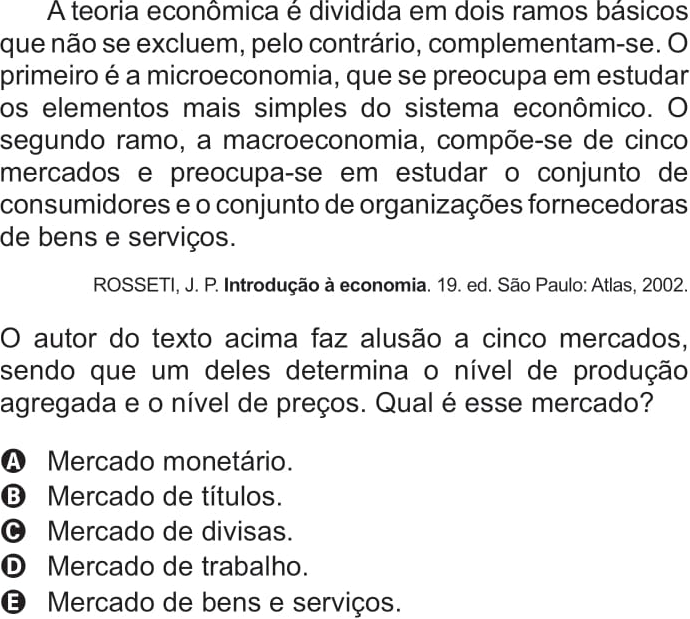 A teoria econômica é dividida em dois ramos básicos
que não se excluem, pelo contrário, complementam-se. O
primeiro é a microeconomia, que se preocupa em estudar
os elementos mais simples do sistema econômico. O
segundo ramo, a macroeconomia, compõe-se de cinco
mercados e preocupa-se em estudar o conjunto de
consumidores e o conjunto de organizações fornecedoras
de bens e serviços.
ROSSETI, J. P. Introdução à economia. 19. ed. São Paulo: Atlas, 2002.
O autor do texto acima faz alusão a cinco mercados,
sendo que um deles determina o nível de produção
agregada e o nível de preços. Qual é esse mercado?
A Mercado monetário.
B Mercado de títulos.
C Mercado de divisas.
D Mercado de trabalho.
E Mercado de bens e serviços.